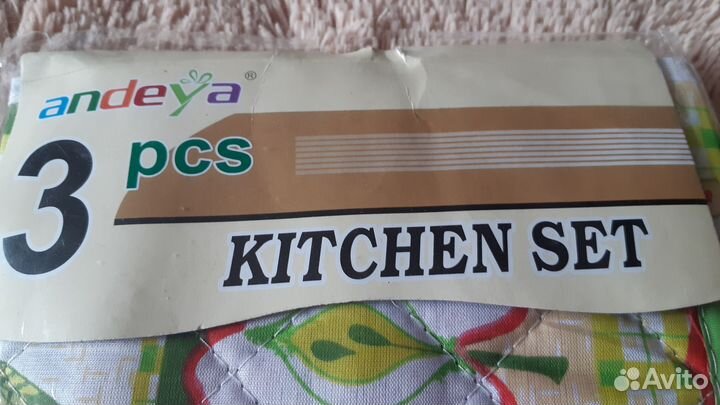 andeya®
3 pcs
KITCHEN SET
Avito